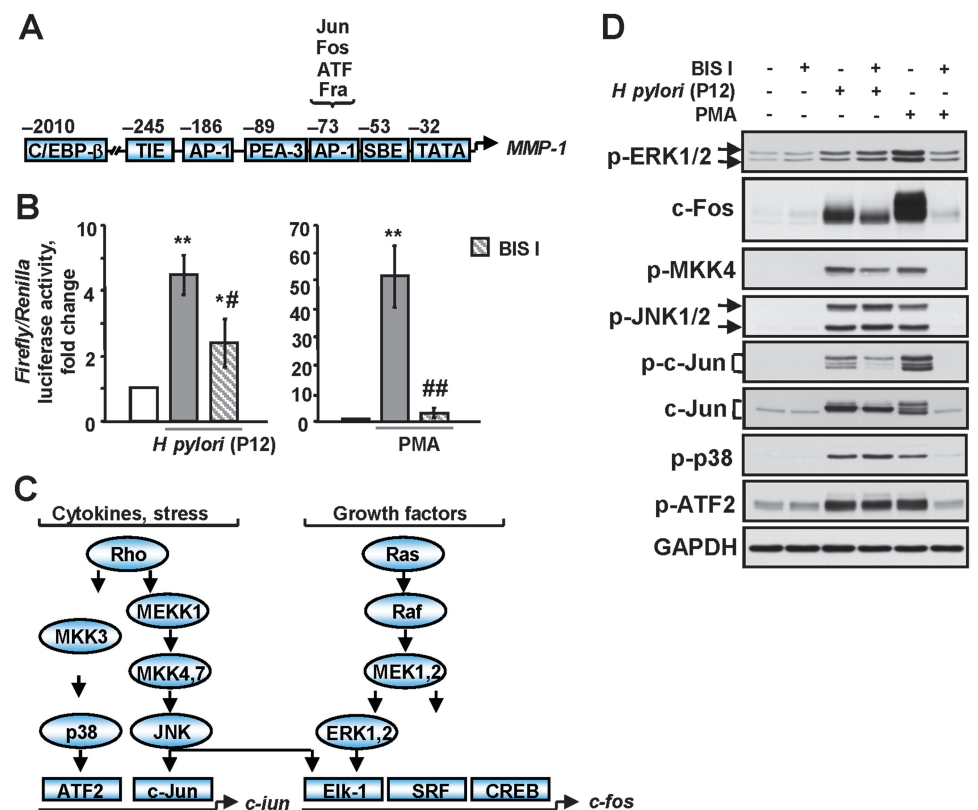 A
Jun
Fos
ATF
Fra
–2010 –245 –186 –89 –73 –53 –32
C/EBP-β TIE AP-1 PEA-3 AP-1 SBE TATA MMP-1
B
Firefly/Renilla
luciferase activity,
fold change
10
4
2
0
**
*#
H pylori (P12)
70
60
50
40
30
20
10
0
**
##
PMA
BIS I
C
Cytokines, stress Growth factors
Rho Ras
MEKK1 Raf
MKK3
MKK4,7 MEK1,2
p38 JNK ERK1,2
ATF2 c-Jun c-jun Elk-1 SRF CREB c-fos
D
BIS I - + - + - +
H pylori (P12) - - + + - -
PMA - - - - + +
p-ERK1/2
c-Fos
p-MKK4
p-JNK1/2
p-c-Jun
c-Jun
p-p38
p-ATF2
GAPDH